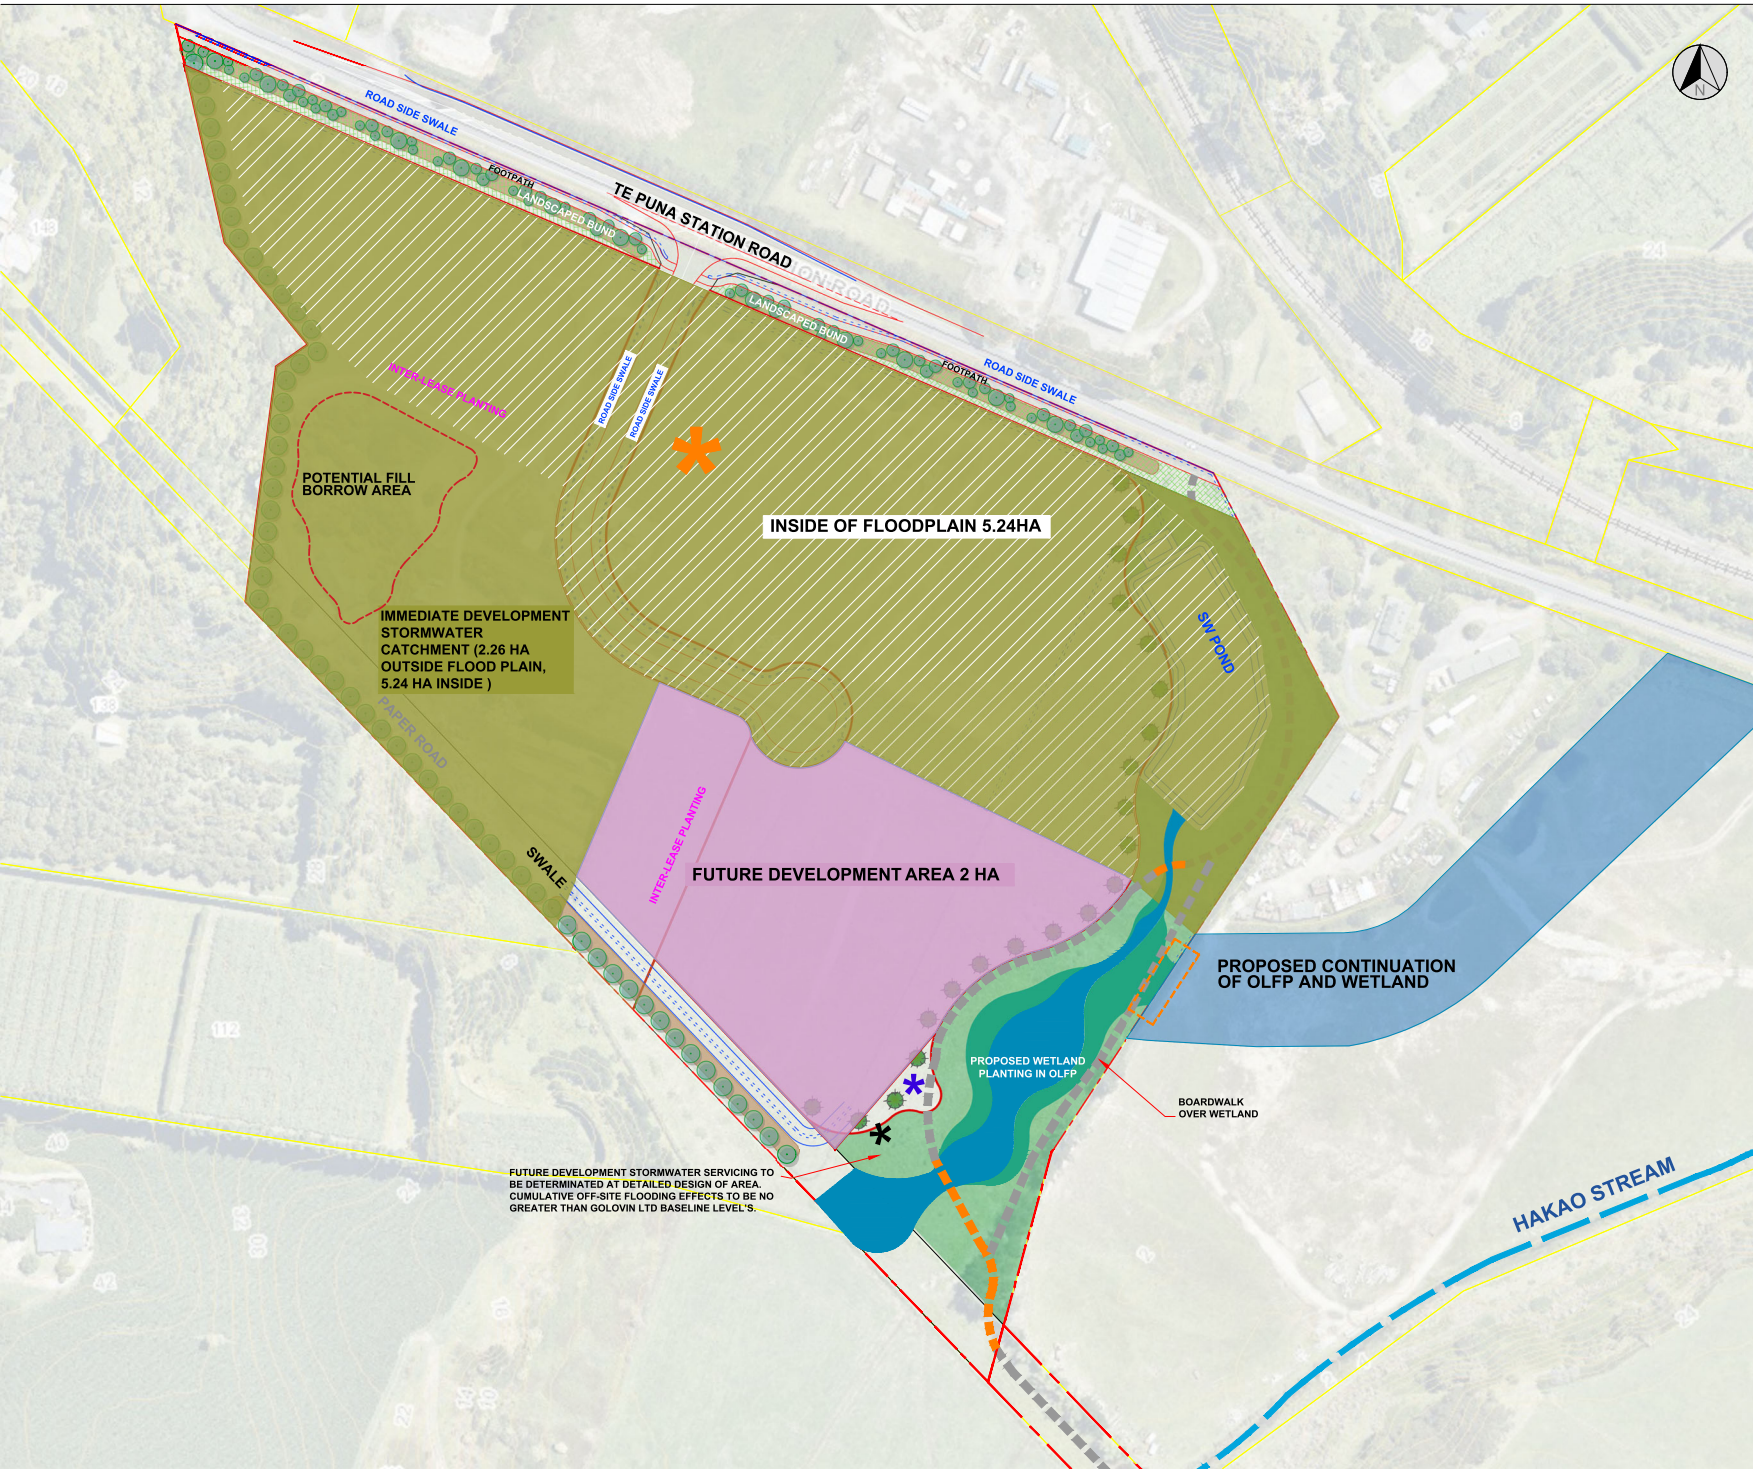 N
ROAD SIDE SWALE
FOOTPATH
LANDSCAPED BUND
TE PUNA STATION ROAD
ION ROAD
LANDSCAPED BUND
FOOTPATH
ROAD SIDE SWALE
INTER-LEASE PLANTING
ROAD SIDE SWALE
ROAD SIDE SWALE
POTENTIAL FILL
BORROW AREA
INSIDE OF FLOODPLAIN 5.24HA
IMMEDIATE DEVELOPMENT
STORMWATER
CATCHMENT (2.26 HA
OUTSIDE FLOOD PLAIN,
5.24 HA INSIDE )
SW POND
PAPER ROAD
SWALE
INTER-LEASE PLANTING
FUTURE DEVELOPMENT AREA 2 HA
PROPOSED CONTINUATION
OF OLFP AND WETLAND
PROPOSED WETLAND
PLANTING IN OLFP
BOARDWALK
OVER WETLAND
FUTURE DEVELOPMENT STORMWATER SERVICING TO
BE DETERMINATED AT DETAILED DESIGN OF AREA.
CUMULATIVE OFF-SITE FLOODING EFFECTS TO BE NO
GREATER THAN GOLOVIN LTD BASELINE LEVEL'S.
HAKAO STREAM
112